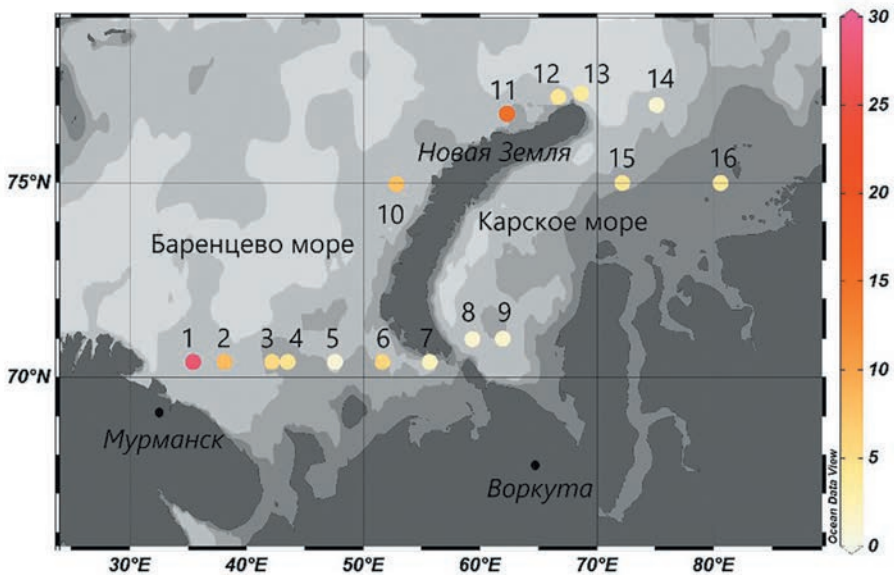 30
25
20
15
10
5
0
75°N
70°N
11
12
13
14
Новая Земля
15
16
10
Баренцево море
Карское море
1
2
3
4
5
6
7
8
9
Мурманск
Воркута
30°E
40°E
50°E
60°E
70°E
80°E
Ocean Data View